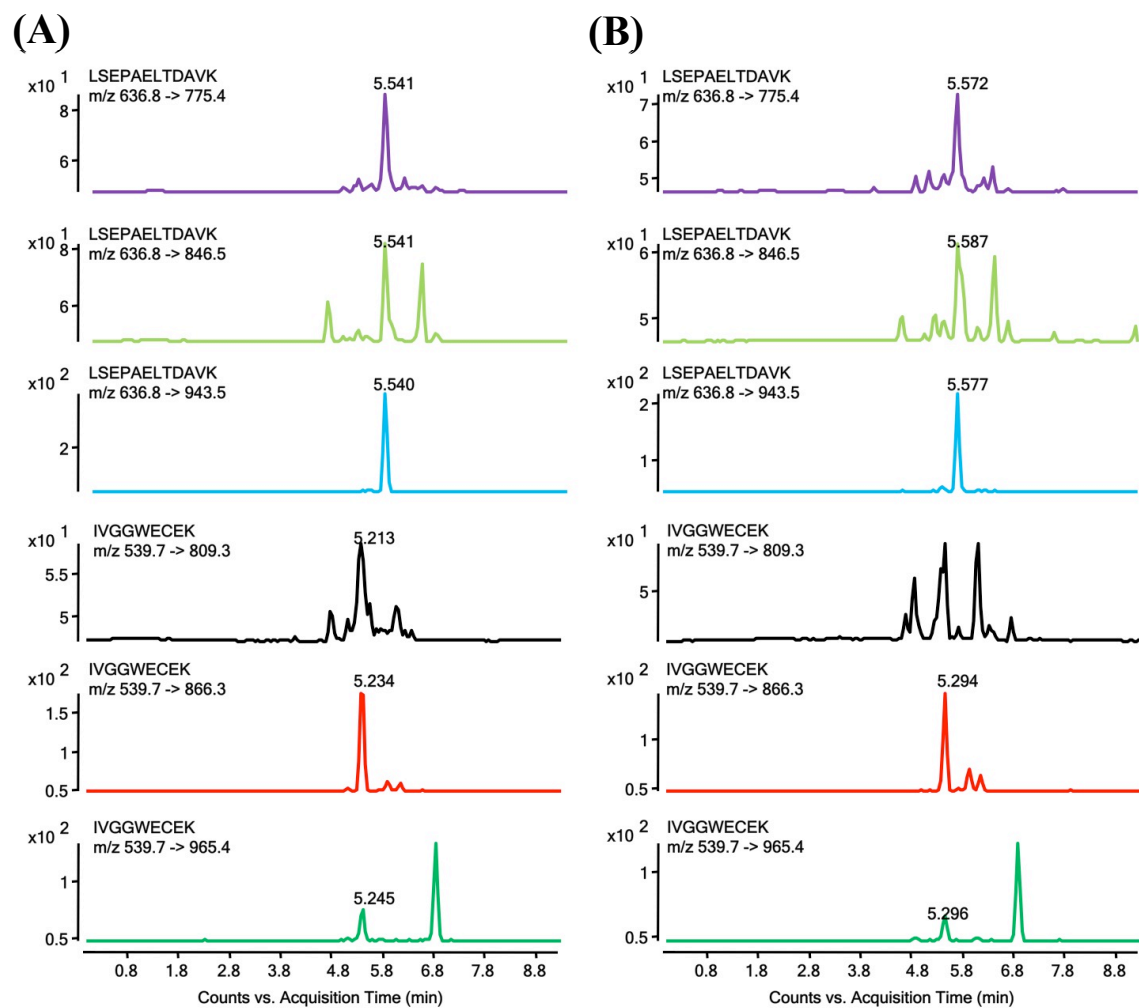 (A)
x10 1
LSEPAELTDAVK
m/z 636.8 -> 775.4
5.541
8
6
x10 1
LSEPAELTDAVK
m/z 636.8 -> 846.5
5.541
8
6
x10 2
LSEPAELTDAVK
m/z 636.8 -> 943.5
5.540
2
x10 1
IVGGWECEK
m/z 539.7 -> 809.3
5.213
5.5
5
x10 2
IVGGWECEK
m/z 539.7 -> 866.3
5.234
1.5
1
0.5
x10 2
IVGGWECEK
m/z 539.7 -> 965.4
5.245
1
0.5
0.8 1.8 2.8 3.8 4.8 5.8 6.8 7.8 8.8
Counts vs. Acquisition Time (min)
(B)
x10 1
LSEPAELTDAVK
m/z 636.8 -> 775.4
5.572
7
6
5
x10 1
LSEPAELTDAVK
m/z 636.8 -> 846.5
5.587
6
5
x10 2
LSEPAELTDAVK
m/z 636.8 -> 943.5
5.577
2
1
x10 1
IVGGWECEK
m/z 539.7 -> 809.3
5
x10 2
IVGGWECEK
m/z 539.7 -> 866.3
5.294
1
0.5
x10 2
IVGGWECEK
m/z 539.7 -> 965.4
5.296
1
0.5
0.8 1.8 2.8 3.8 4.8 5.8 6.8 7.8 8.8
Counts vs. Acquisition Time (min)